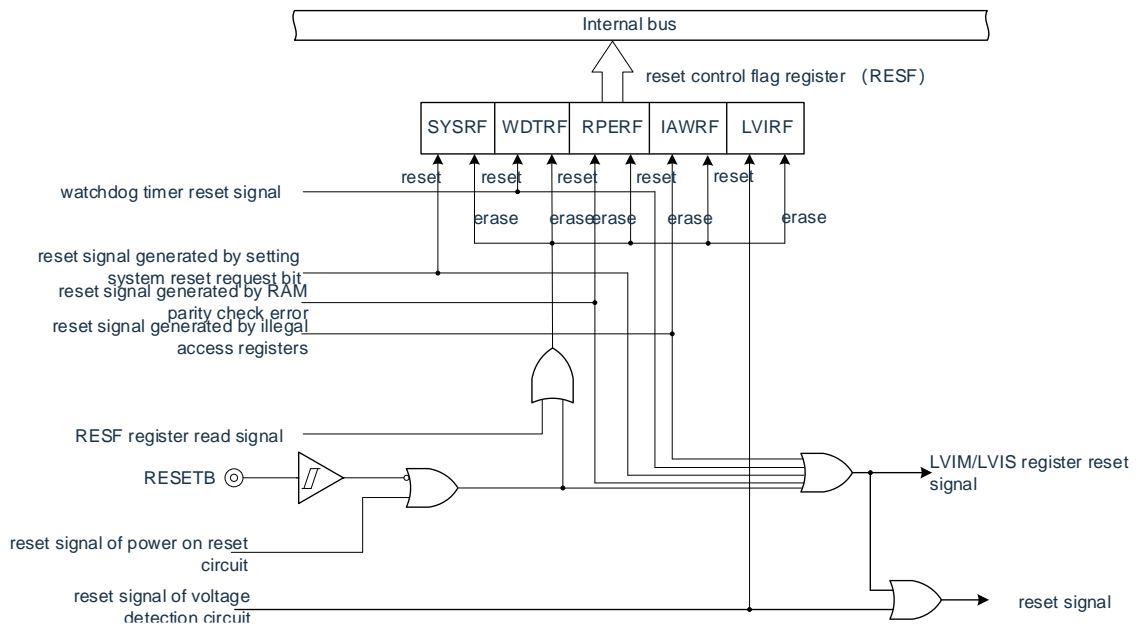 Internal bus
reset control flag register （RESF）
SYSRF WDTRF RPERF IAWRF LVIRF
reset reset reset reset reset
watchdog timer reset signal
erase erase erase erase erase
reset signal generated by setting
system reset request bit
reset signal generated by RAM
parity check error
reset signal generated by illegal
access registers
RESF register read signal
RESETB
LVIM/LVIS register reset
signal
reset signal of power on reset
circuit
reset signal of voltage
detection circuit
reset signal